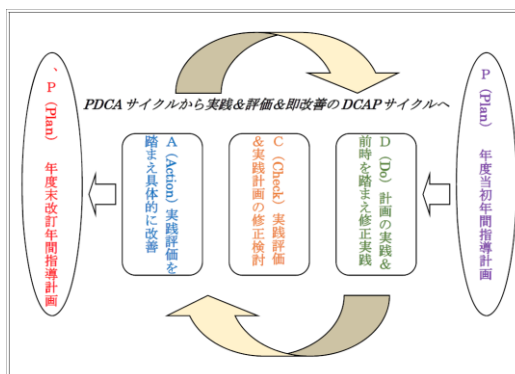 PDCAサイクルから実践&評価&即改善のDCAPサイクルへ
P（Plan）　年度当初年間指導計画
D（Do）計画の実践&
前時を踏まえ修正実践
C（Check）実践評価
&実践計画の修正検討
A（Action）実践評価を
踏まえ具体的に改善
、P（Plan）　年度末改訂年間指導計画